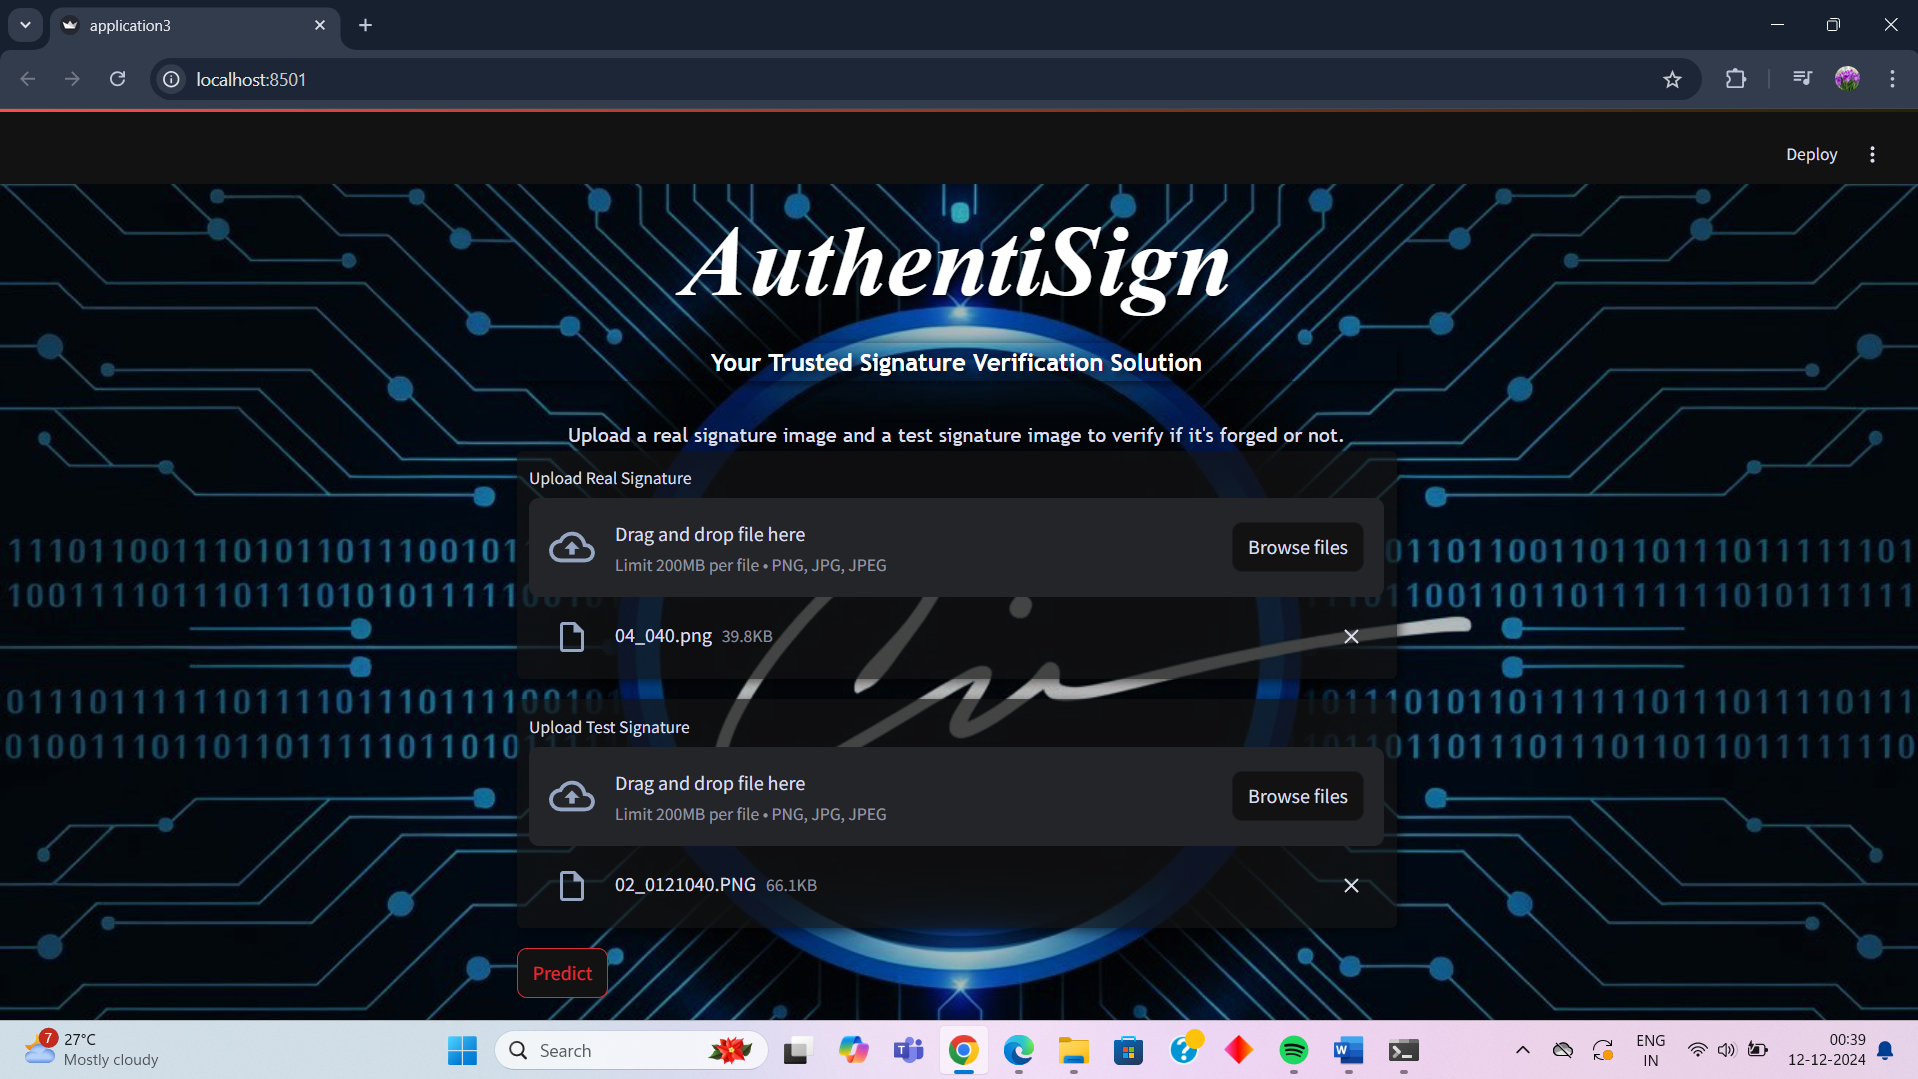 application3
localhost:8501
Deploy
AuthentiSign
Your Trusted Signature Verification Solution
Upload a real signature image and a test signature image to verify if it's forged or not.
Upload Real Signature
Drag and drop file here
Limit 200MB per file • PNG, JPG, JPEG
Browse files
04_040.png 39.8KB
Upload Test Signature
Drag and drop file here
Limit 200MB per file • PNG, JPG, JPEG
Browse files
02_0121040.PNG 66.1KB
Predict
7
27°C
Mostly cloudy
Search
ENG
IN
00:39
12-12-2024